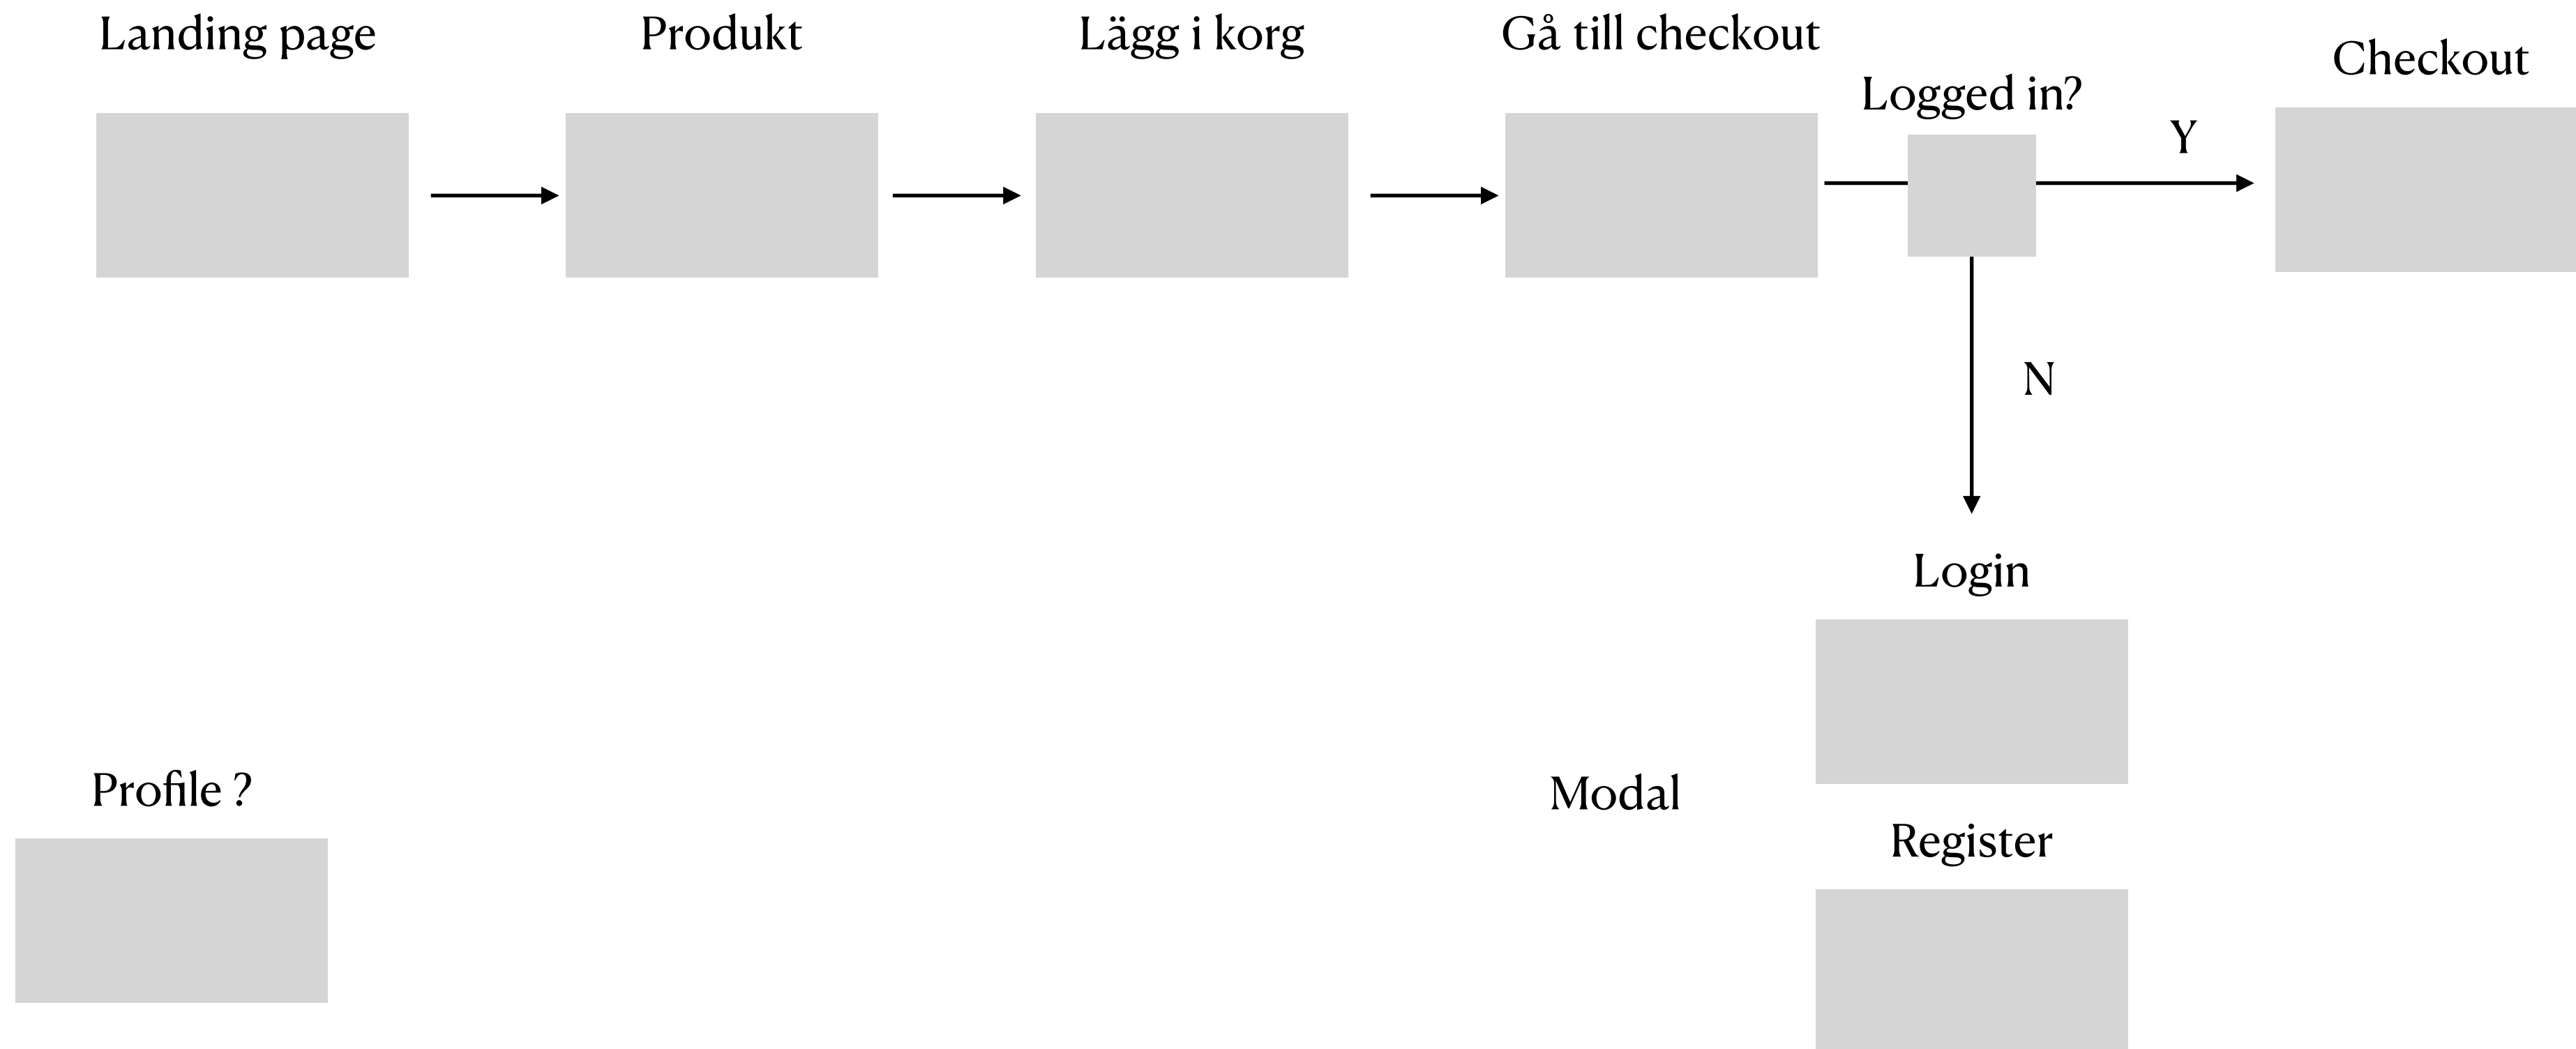 Landing page
Produkt
Lägg i korg
Gå till checkout
Logged in?
Y
Checkout
N
Login
Profile ?
Modal
Register